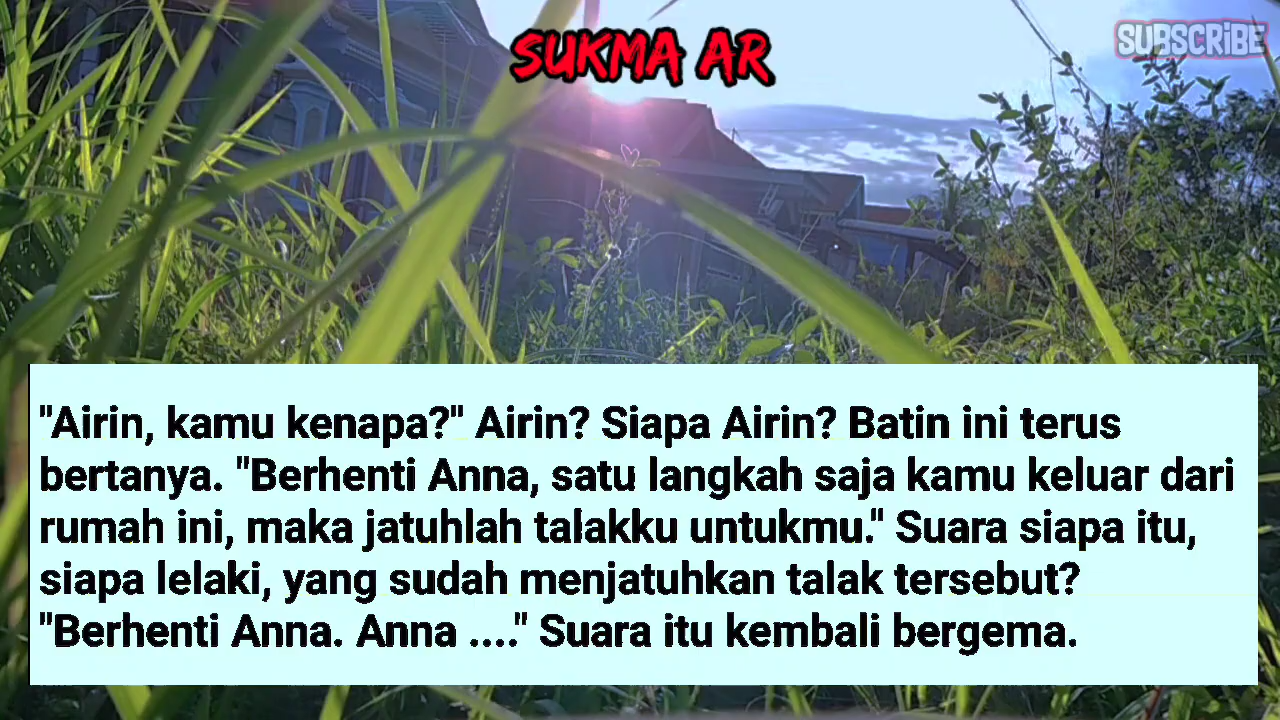 SUKMA AR
SUBSCRIBE
"Airin, kamu kenapa?" Airin? Siapa Airin? Batin ini terus
bertanya. "Berhenti Anna, satu langkah saja kamu keluar dari
rumah ini, maka jatuhlah talakku untukmu." Suara siapa itu,
siapa lelaki, yang sudah menjatuhkan talak tersebut?
"Berhenti Anna. Anna ...." Suara itu kembali bergema.